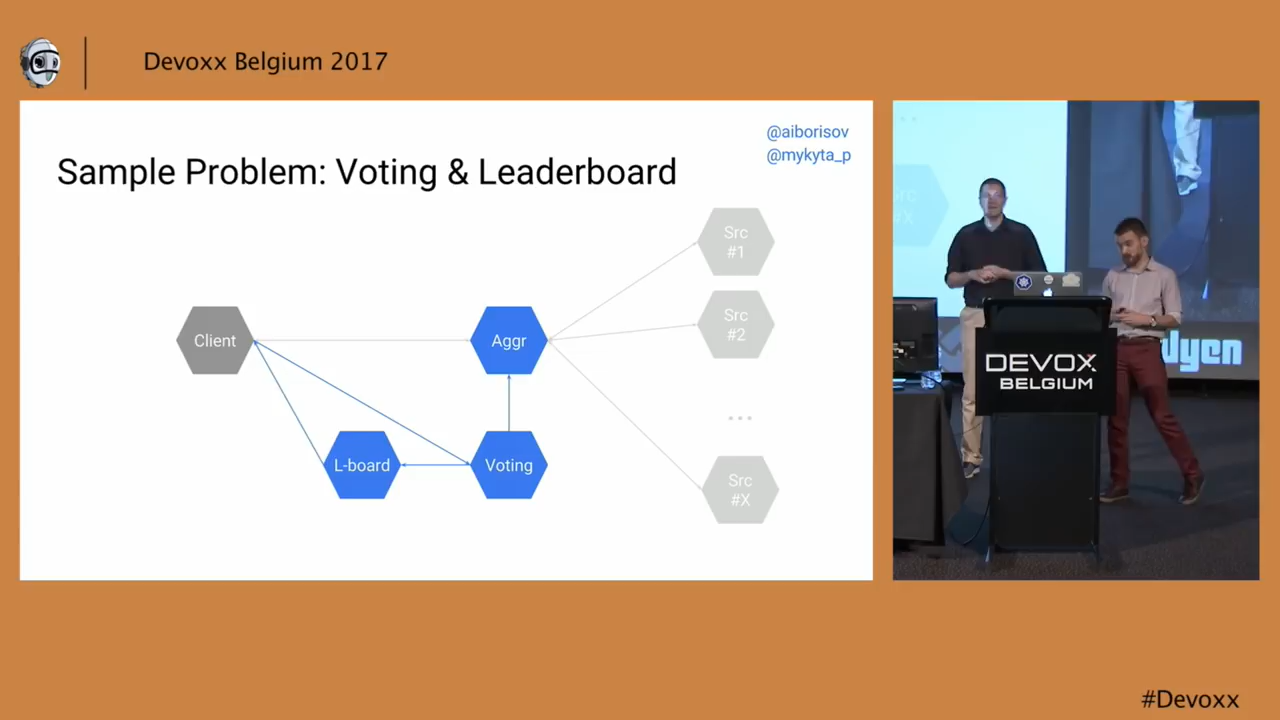 Devoxx Belgium 2017
@aiborisov
@mykyta_p
Sample Problem: Voting & Leaderboard
Src
#1
Src
#2
Client
Aggr
...
L-board
Voting
Src
#X
Src
#X
DEVOXX
BELGIUM
dyen
#Devoxx